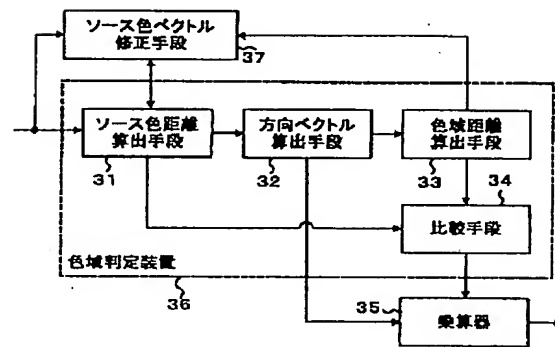 ソース色ベクトル
修正手段
37
ソース色距離
算出手段
31
方向ベクトル
算出手段
32
色域距離
算出手段
33
34
比較手段
色域判定装置
36
35
乗算器